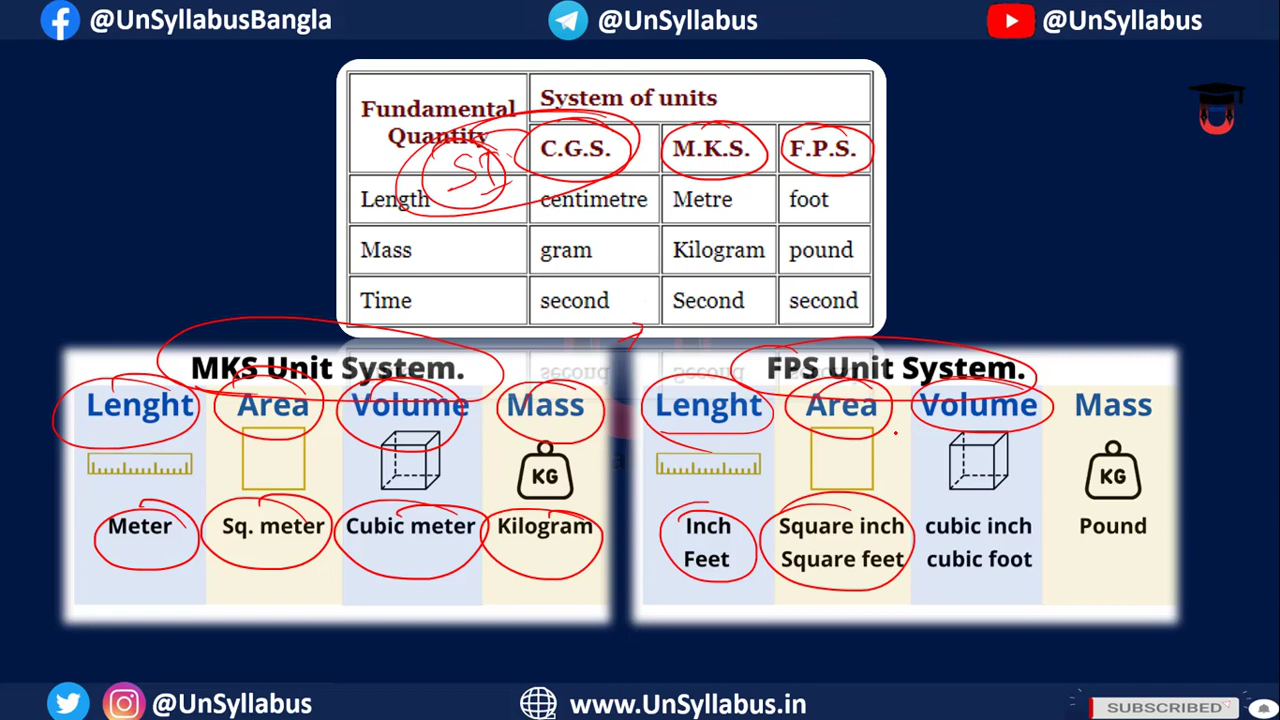 @UnSyllabusBangla @UnSyllabus @UnSyllabus
Fundamental Quantity System of units
C.G.S. M.K.S. F.P.S.
SI
Length centimetre Metre foot
Mass gram Kilogram pound
Time second Second second
MKS Unit System.
Lenght Area Volume Mass
KG
Meter Sq. meter Cubic meter Kilogram
second
FPS Unit System.
Lenght Area Volume Mass
KG
Inch Square inch cubic inch Pound
Feet Square feet cubic foot
@UnSyllabus www.UnSyllabus.in SUBSCRIBED